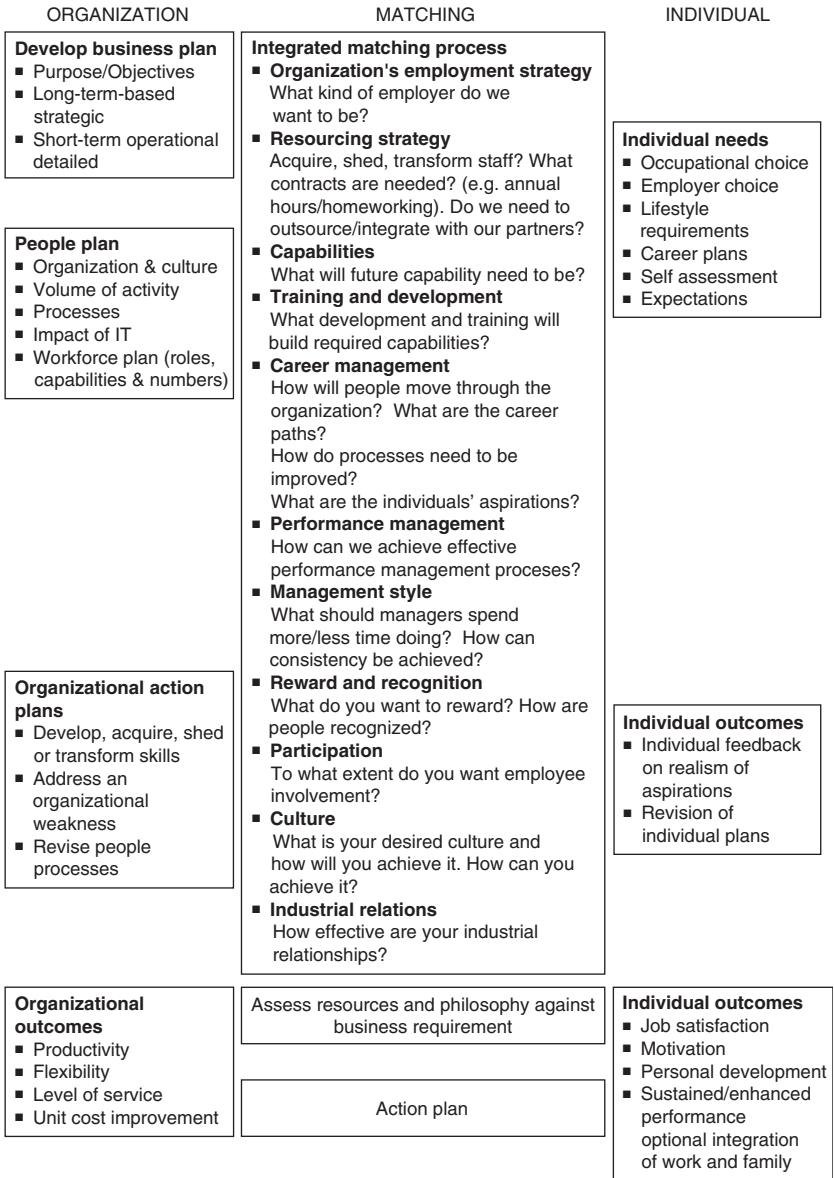 ORGANIZATION
MATCHING
INDIVIDUAL
Develop business plan
■ Purpose/Objectives
■ Long-term-based
strategic
■ Short-term operational
detailed
People plan
■ Organization & culture
■ Volume of activity
■ Processes
■ Impact of IT
■ Workforce plan (roles,
capabilities & numbers)
Organizational action
plans
■ Develop, acquire, shed
or transform skills
■ Address an
organizational
weakness
■ Revise people
processes
Organizational
outcomes
■ Productivity
■ Flexibility
■ Level of service
■ Unit cost improvement
Integrated matching process
■ Organization's employment strategy
What kind of employer do we
want to be?
■ Resourcing strategy
Acquire, shed, transform staff? What
contracts are needed? (e.g. annual
hours/homeworking). Do we need to
outsource/integrate with our partners?
■ Capabilities
What will future capability need to be?
■ Training and development
What development and training will
build required capabilities?
■ Career management
How will people move through the
organization? What are the career
paths?
How do processes need to be
improved?
What are the individuals' aspirations?
■ Performance management
How can we achieve effective
performance management proceses?
■ Management style
What should managers spend
more/less time doing? How can
consistency be achieved?
■ Reward and recognition
What do you want to reward? How are
people recognized?
■ Participation
To what extent do you want employee
involvement?
■ Culture
What is your desired culture and
how will you achieve it. How can you
achieve it?
■ Industrial relations
How effective are your industrial
relationships?
Assess resources and philosophy against
business requirement
Action plan
Individual needs
■ Occupational choice
■ Employer choice
■ Lifestyle
requirements
■ Career plans
■ Self assessment
■ Expectations
Individual outcomes
■ Individual feedback
on realism of
aspirations
■ Revision of
individual plans
Individual outcomes
■ Job satisfaction
■ Motivation
■ Personal development
■ Sustained/enhanced
performance
optional integration
of work and family